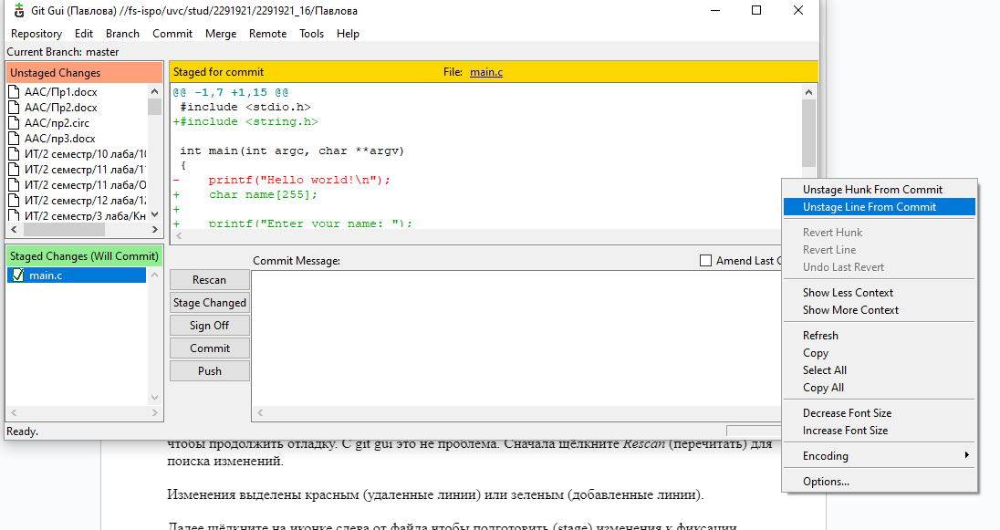 Git Gui (Павлова) //fs-ispo/uvc/stud/2291921/2291921_16/Павлова
Repository Edit Branch Commit Merge Remote Tools Help
Current Branch: master
Unstaged Changes
ААС/Пр1.docx
ААС/Пр2.docx
ААС/пр2.circ
ААС/пр3.docx
ИТ/2 семестр/10 лаба/10
ИТ/2 семестр/11 лаба/1
ИТ/2 семестр/11 лаба/О
ИТ/2 семестр/12 лаба/12
ИТ/2 семестр/3 лаба/Кн
Staged Changes (Will Commit)
main.c
Staged for commit File: main.c
@@ -1,7 +1,15 @@
 #include <stdio.h>
+#include <string.h>
 int main(int argc, char **argv)
 {
-    printf("Hello world!\n");
+    char name[255];
+
+    printf("Enter your name: ");
Commit Message: Amend Last C
Rescan
Stage Changed
Sign Off
Commit
Push
Ready.
Unstage Hunk From Commit
Unstage Line From Commit
Revert Hunk
Revert Line
Undo Last Revert
Show Less Context
Show More Context
Refresh
Copy
Select All
Copy All
Decrease Font Size
Increase Font Size
Encoding
Options...
чтобы продолжить отладку. С git gui это не проблема. Сначала щёлкните Rescan (перечитать) для
поиска изменений.
Изменения выделены красным (удаленные линии) или зеленым (добавленные линии).
Далее щёлкните на иконке слева от файла чтобы подготовить (stage) изменения к фиксации